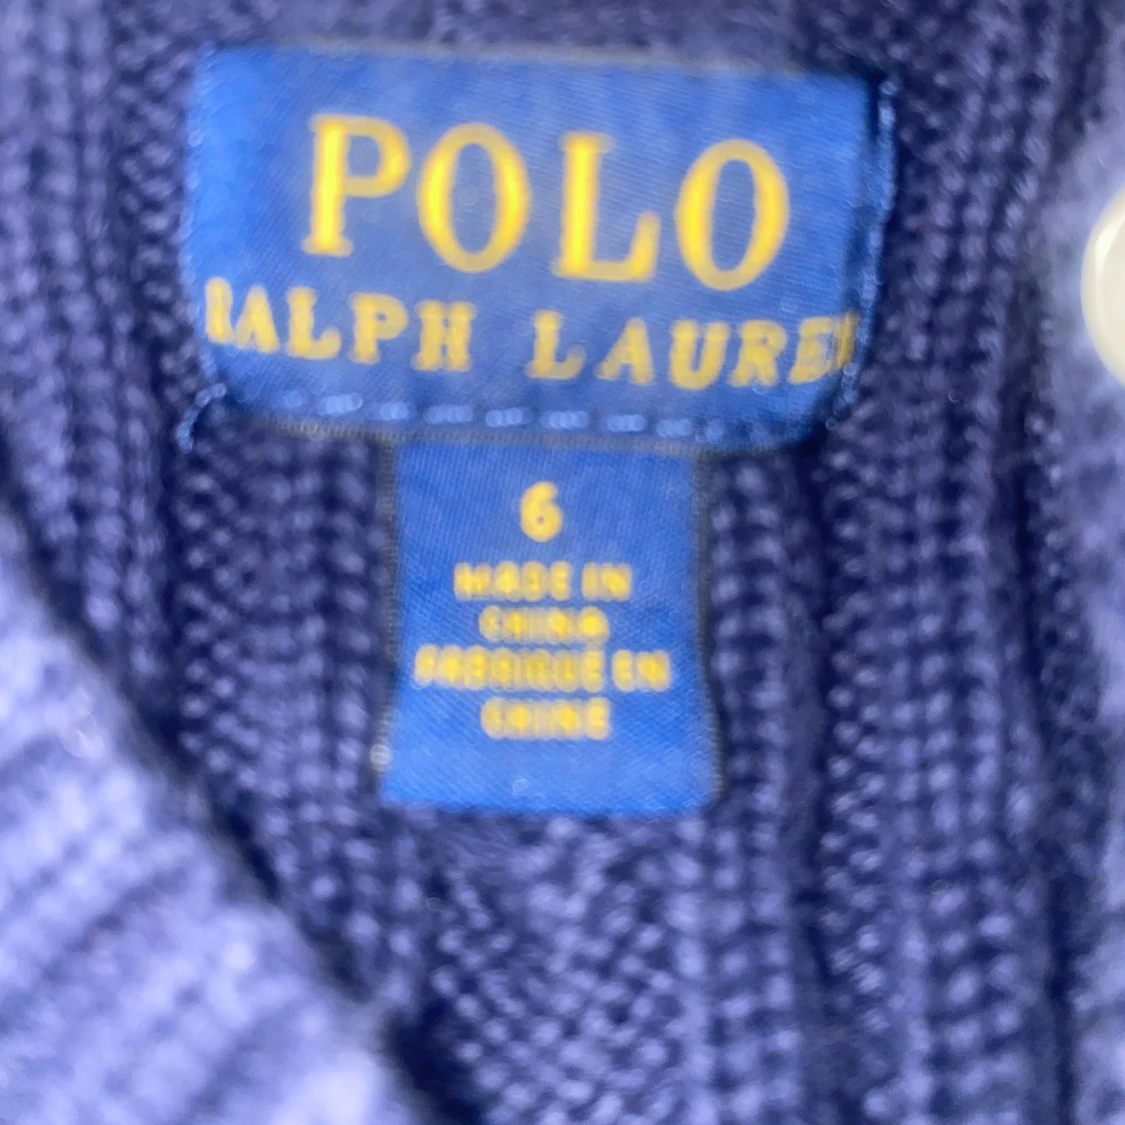 POLO
RALPH LAUREN
6
MADE IN
CHINA
FABRIQUÉ EN
CHINE